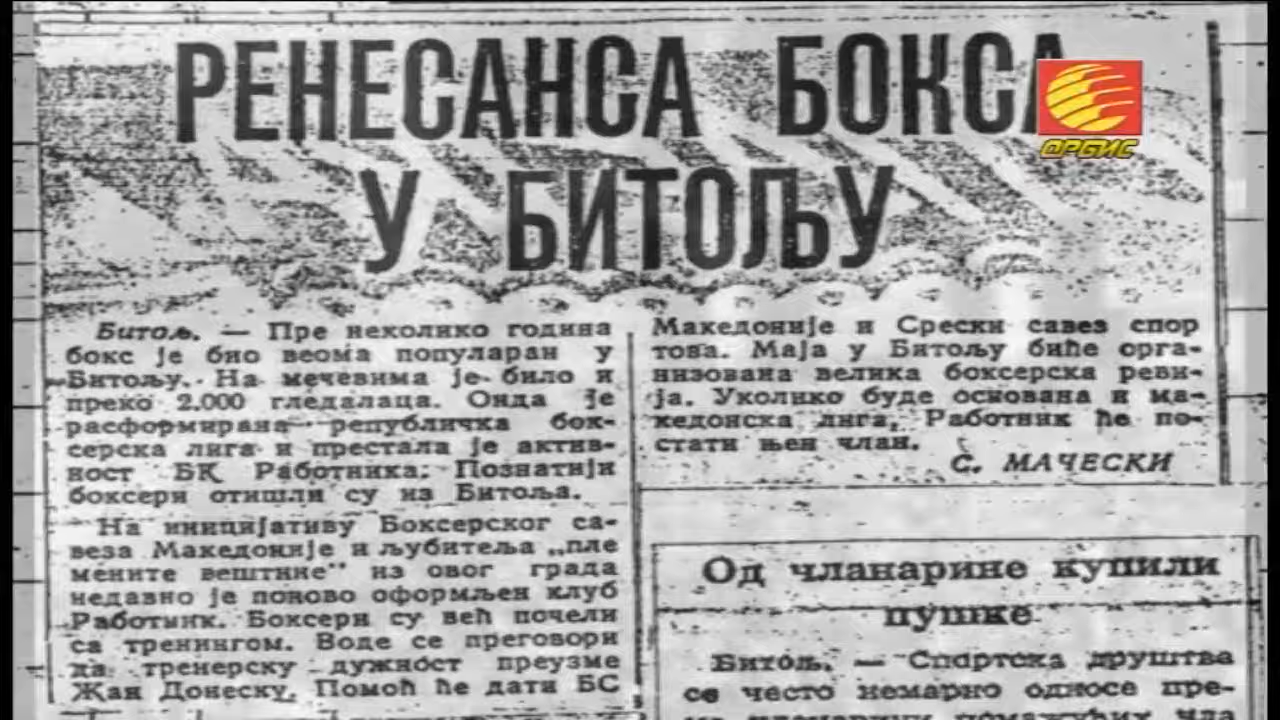 РЕНЕСАНСА БОКСА
У БИТОЉУ
ОРБИС
Битољ. — Пре неколико година
бокс је био веома популаран у
Битољу. На мечевима је било и
преко 2.000 гледалаца. Онда је
расформирана републичка бок-
серска лига и престала је актив-
ност БК Работника. Познатији
боксери отишли су из Битоља.
На иницијативу Боксерског са-
веза Македоније и љубитеља „пле
мените вештине" из овог града
недавно је поново оформљен клуб
Работник. Боксери су већ почели
са тренингом. Воде се преговори
да тренерску дужност преузме
Жан Донеску. Помоћ ће дати БС
Македоније и Срески савез спор
това. Маја у Битољу биће орга-
низована велика боксерска реви-
ја. Уколико буде основана и ма-
кедонска лига, Работник ће по-
стати њен члан.
С. МАЧЕСКИ
Од чланарине купили
пушке
Битољ. — Спортска друштва
се често немарно односе пре-